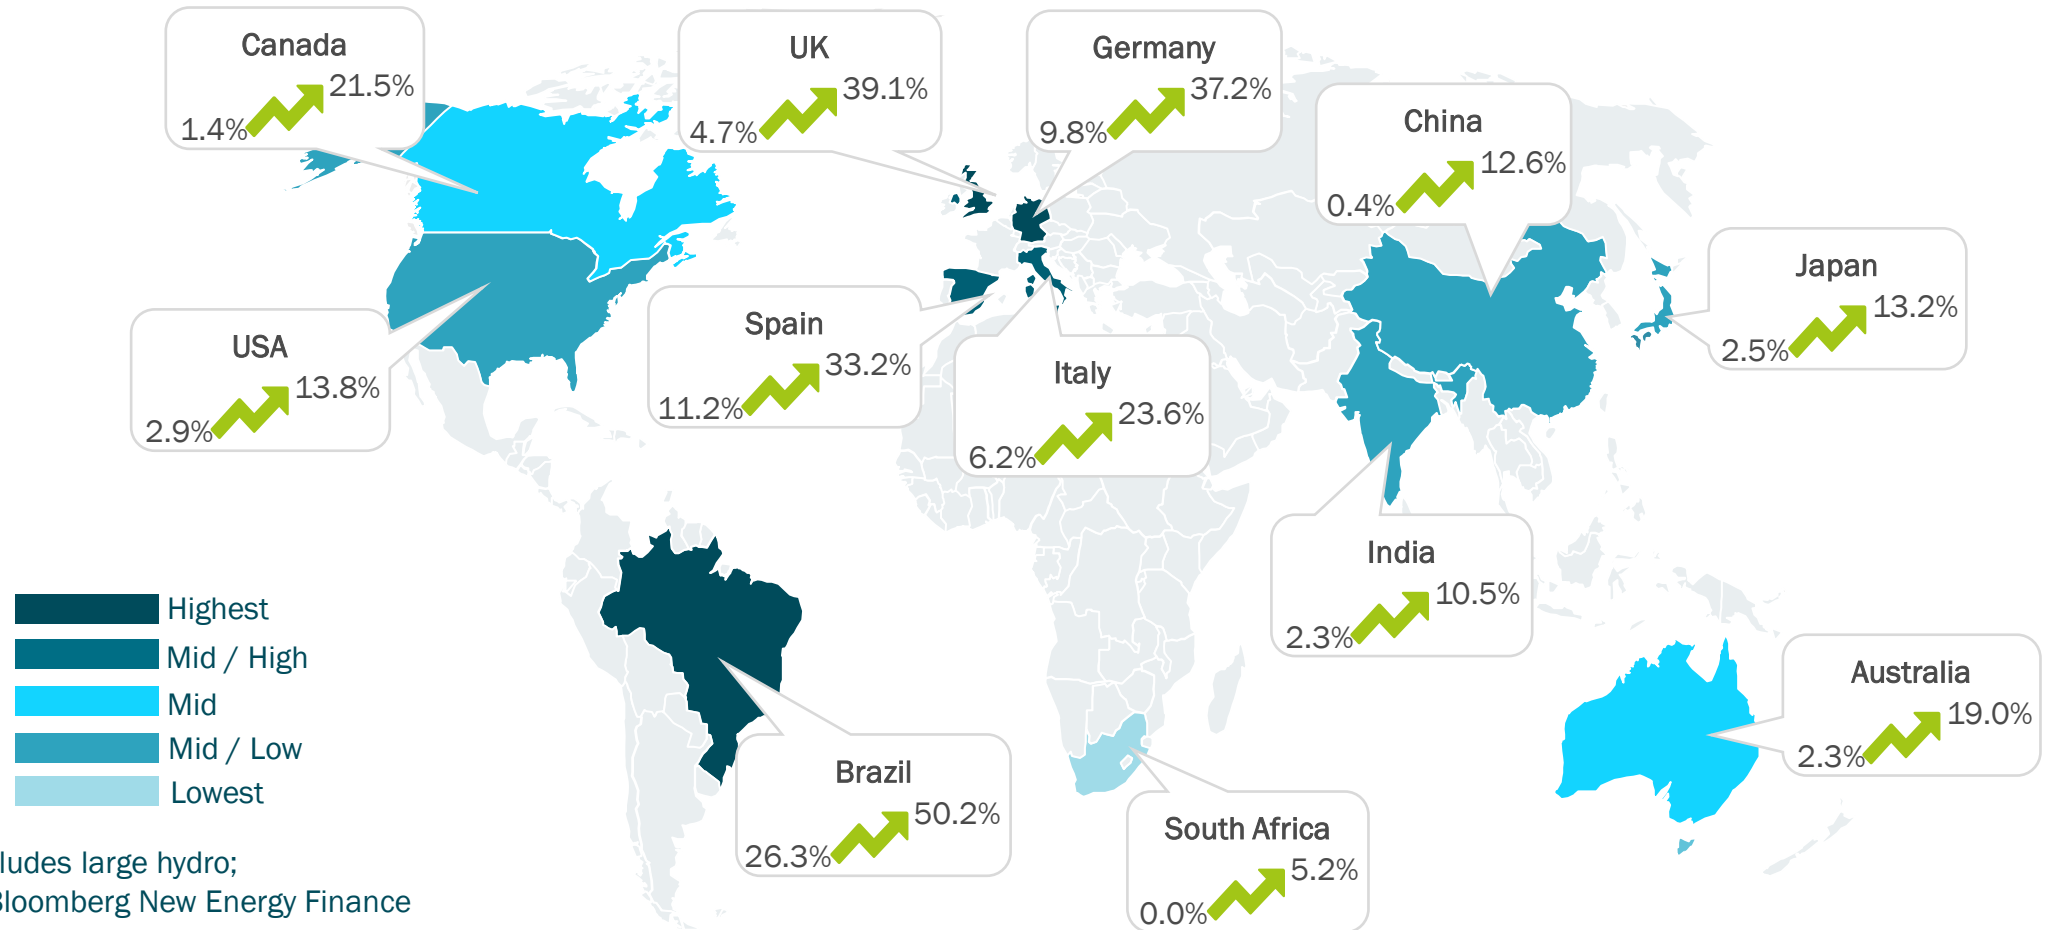 Canada
21.5%
1.4%
UK
39.1%
4.7%
Germany
37.2%
9.8%
China
12.6%
0.4%
Japan
13.2%
2.5%
USA
13.8%
2.9%
Spain
33.2%
11.2%
Italy
23.6%
6.2%
India
10.5%
2.3%
Australia
19.0%
2.3%
Brazil
50.2%
26.3%
South Africa
5.2%
0.0%
Highest
Mid / High
Mid
Mid / Low
Lowest
large hydro;
Bloomberg New Energy Finance